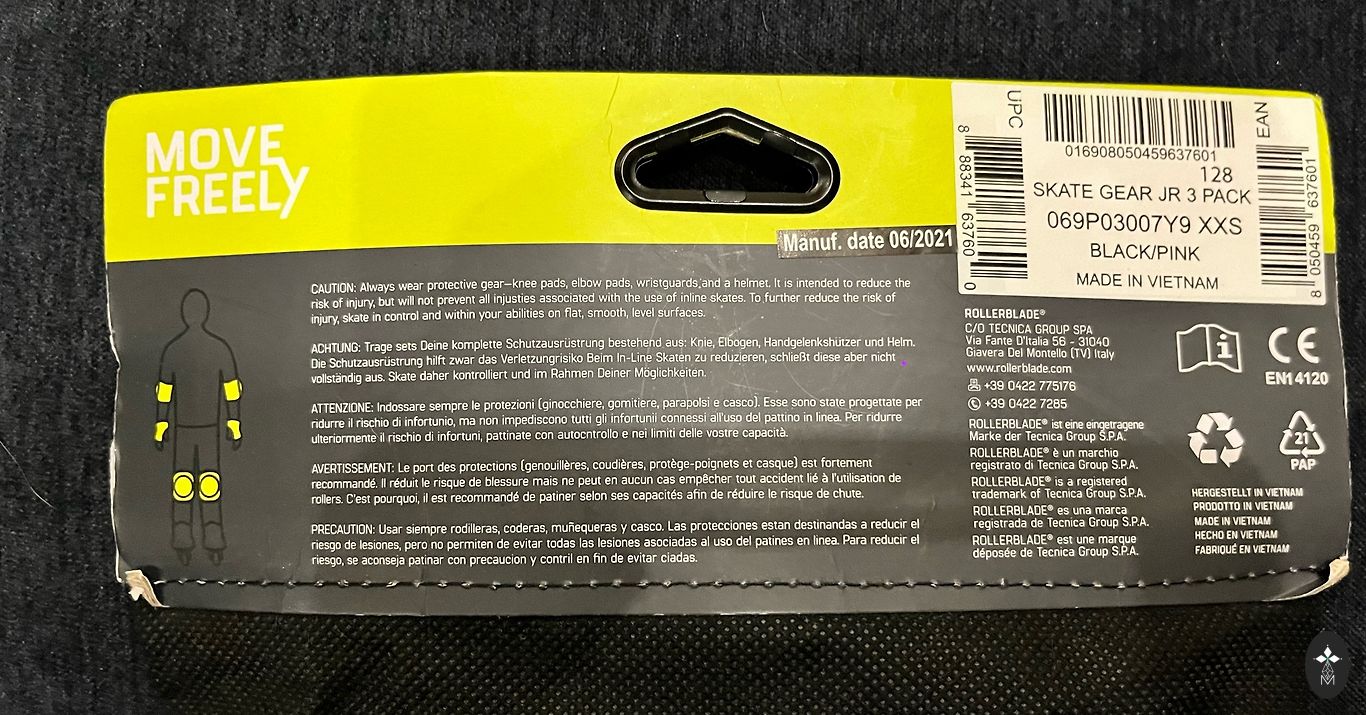 MOVE
FREELY
Manuf. date 06/2021
UPC
8 88341 63760 0
016908050459637601
128
SKATE GEAR JR 3 PACK
069P03007Y9 XXS
BLACK/PINK
MADE IN VIETNAM
EAN
8 050459 637601
CAUTION: Always wear protective gear—knee pads, elbow pads, wristguards,and a helmet. It is intended to reduce the
risk of injury, but will not prevent all injusties associated with the use of inline skates. To further reduce the risk of
injury, skate in control and within your abilities on flat, smooth, level surfaces.
ACHTUNG: Trage sets Deine komplette Schutzausrüstung bestehend aus: Knie, Elbogen, Handgelenkshützer und Helm.
Die Schutzausrüstung hilft zwar das Verletzungrisiko Beim In-Line Skaten zu reduzieren, schließt diese aber nicht
vollständig aus. Skate daher kontrolliert und im Rahmen Deiner Möglichkeiten.
ATTENZIONE: Indossare sempre le protezioni (ginocchiere, gomitiere, parapolsi e casco). Esse sono state progettate per
ridurre il rischio di infortunio, ma non impediscono tutti gli infortunii connessi all'uso del pattino in linea. Per ridurre
ulteriormente il rischio di infortuni, pattinate con autocontrollo e nei limiti delle vostre capacità.
AVERTISSEMENT: Le port des protections (genouillères, coudières, protège-poignets et casque) est fortement
recommandé. Il réduit le risque de blessure mais ne peut en aucun cas empêcher tout accident lié à l'utilisation de
rollers. C'est pourquoi, il est recommandé de patiner selon ses capacités afin de réduire le risque de chute.
PRECAUTION: Usar siempre rodilleras, coderas, muñequeras y casco. Las protecciones estan destinandas a reducir el
riesgo de lesiones, pero no permiten de evitar todas las lesiones asociadas al uso del patines en linea. Para reducir el
riesgo, se aconseja patinar con precaucion y contril en fin de evitar ciadas.
ROLLERBLADE®
C/O TECNICA GROUP SPA
Via Fante D'Italia 56 - 31040
Giavera Del Montello (TV) Italy
www.rollerblade.com
+39 0422 775176
+39 0422 7285
ROLLERBLADE® ist eine eingetragene
Marke der Tecnica Group S.P.A.
ROLLERBLADE® è un marchio
registrato di Tecnica Group S.P.A.
ROLLERBLADE® is a registered
trademark of Tecnica Group S.P.A.
ROLLERBLADE® es una marca
registrada de Tecnica Group S.P.A.
ROLLERBLADE® est une marque
déposée de Tecnica Group S.P.A.
i
CE
EN14120
21
PAP
HERGESTELLT IN VIETNAM
PRODOTTO IN VIETNAM
MADE IN VIETNAM
HECHO EN VIETNAM
FABRIQUÉ EN VIETNAM
M